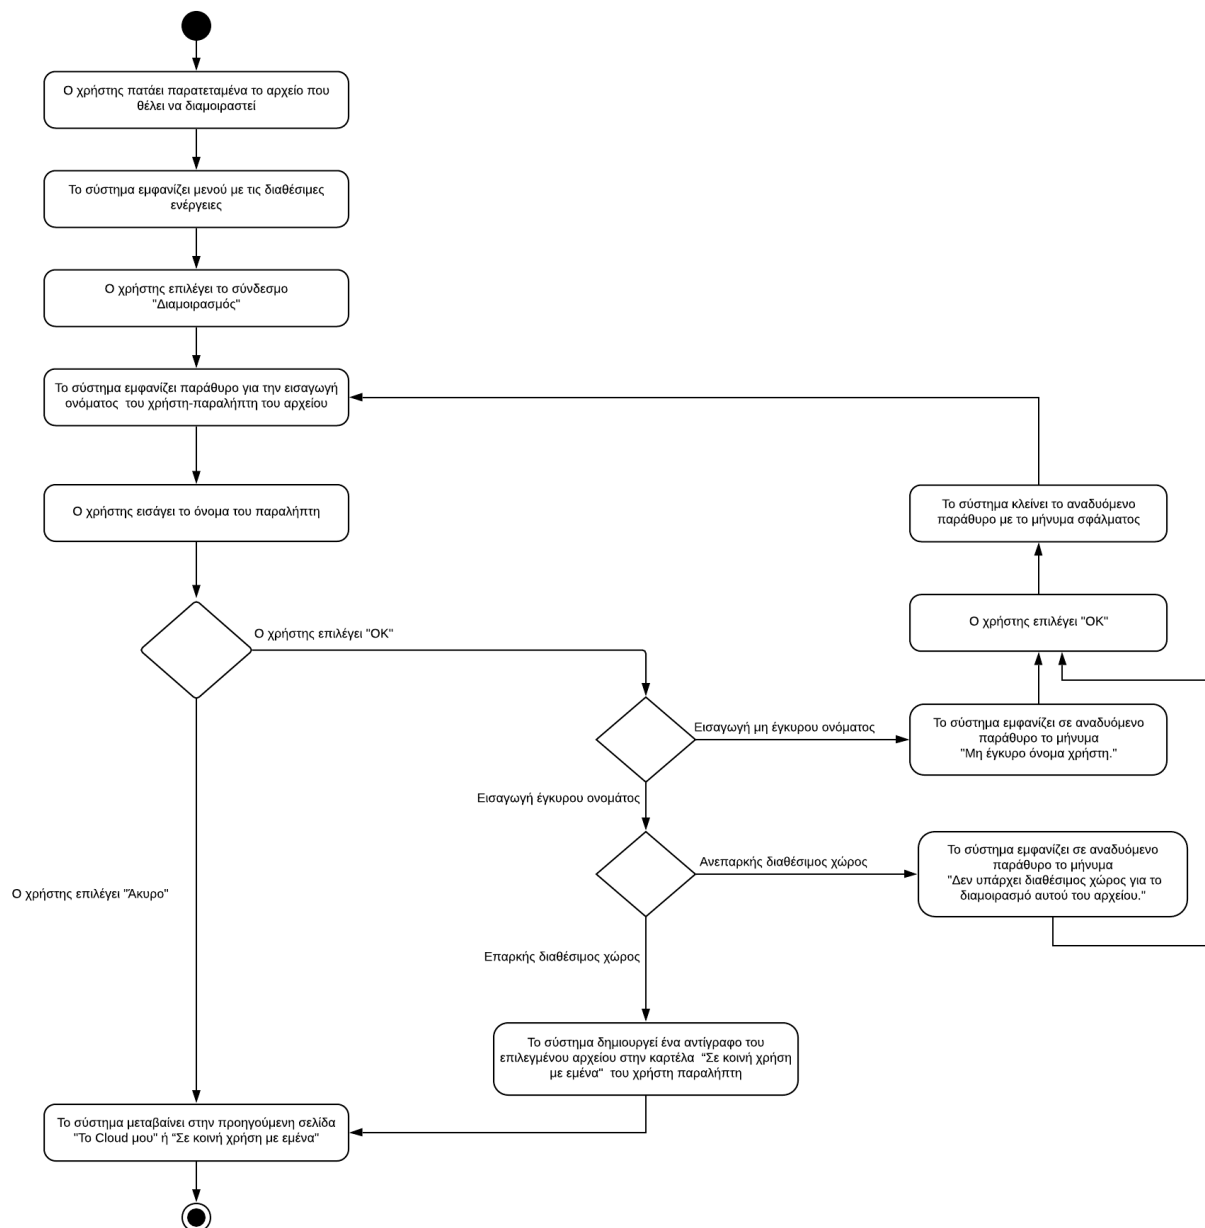 Ο χρήστης πατάει παρατεταμένα το αρχείο που
θέλει να διαμοιραστεί
Το σύστημα εμφανίζει μενού με τις διαθέσιμες
ενέργειες
Ο χρήστης επιλέγει το σύνδεσμο
"Διαμοιρασμός"
Το σύστημα εμφανίζει παράθυρο για την εισαγωγή
ονόματος του χρήστη-παραλήπτη του αρχείου
Ο χρήστης εισάγει το όνομα του παραλήπτη
Το σύστημα κλείνει το αναδυόμενο
παράθυρο με το μήνυμα σφάλματος
Ο χρήστης επιλέγει "ΟΚ"
Ο χρήστης επιλέγει "ΟΚ"
Εισαγωγή μη έγκυρου ονόματος
Το σύστημα εμφανίζει σε αναδυόμενο
παράθυρο το μήνυμα
"Μη έγκυρο όνομα χρήστη."
Εισαγωγή έγκυρου ονομάτος
Ανεπαρκής διαθέσιμος χώρος
Το σύστημα εμφανίζει σε αναδυόμενο
παράθυρο το μήνυμα
"Δεν υπάρχει διαθέσιμος χώρος για το
διαμοιρασμό αυτού του αρχείου."
Ο χρήστης επιλέγει "Άκυρο"
Επαρκής διαθέσιμος χώρος
Το σύστημα δημιουργεί ένα αντίγραφο του
επιλεγμένου αρχείου στην καρτέλα “Σε κοινή χρήση
με εμένα" του χρήστη παραλήπτη
Το σύστημα μεταβαίνει στην προηγούμενη σελίδα
"Το Cloud μου" ή “Σε κοινή χρήση με εμένα"